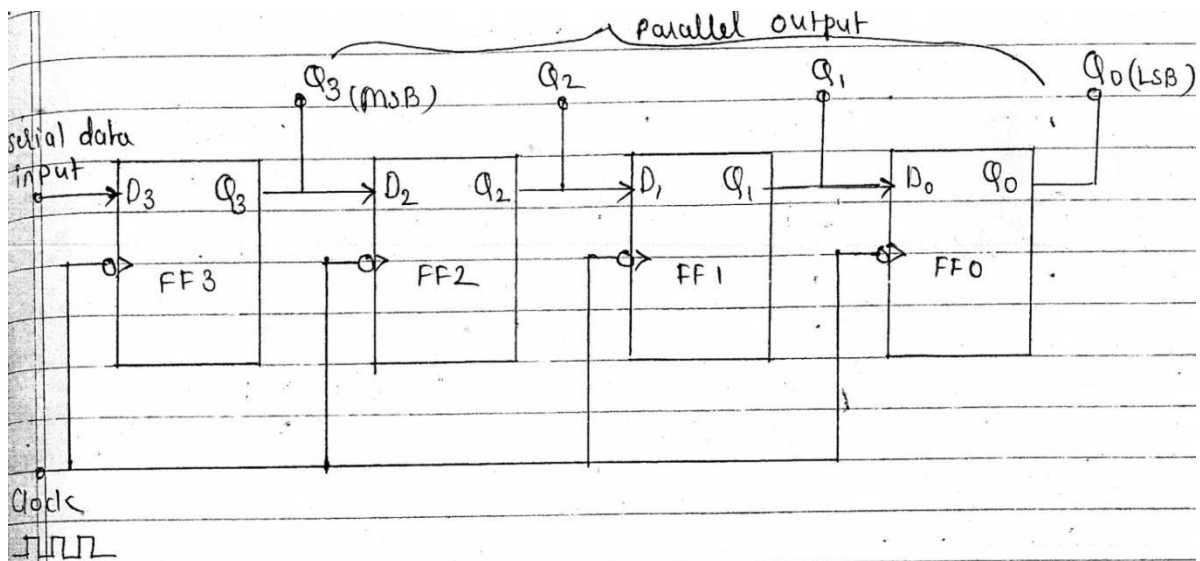 parallel output
Q3 (MSB) Q2 Q1 Q0 (LSB)
serial data
input
D3 Q3 D2 Q2 D1 Q1 D0 Q0
FF3 FF2 FF1 FF0
Clock